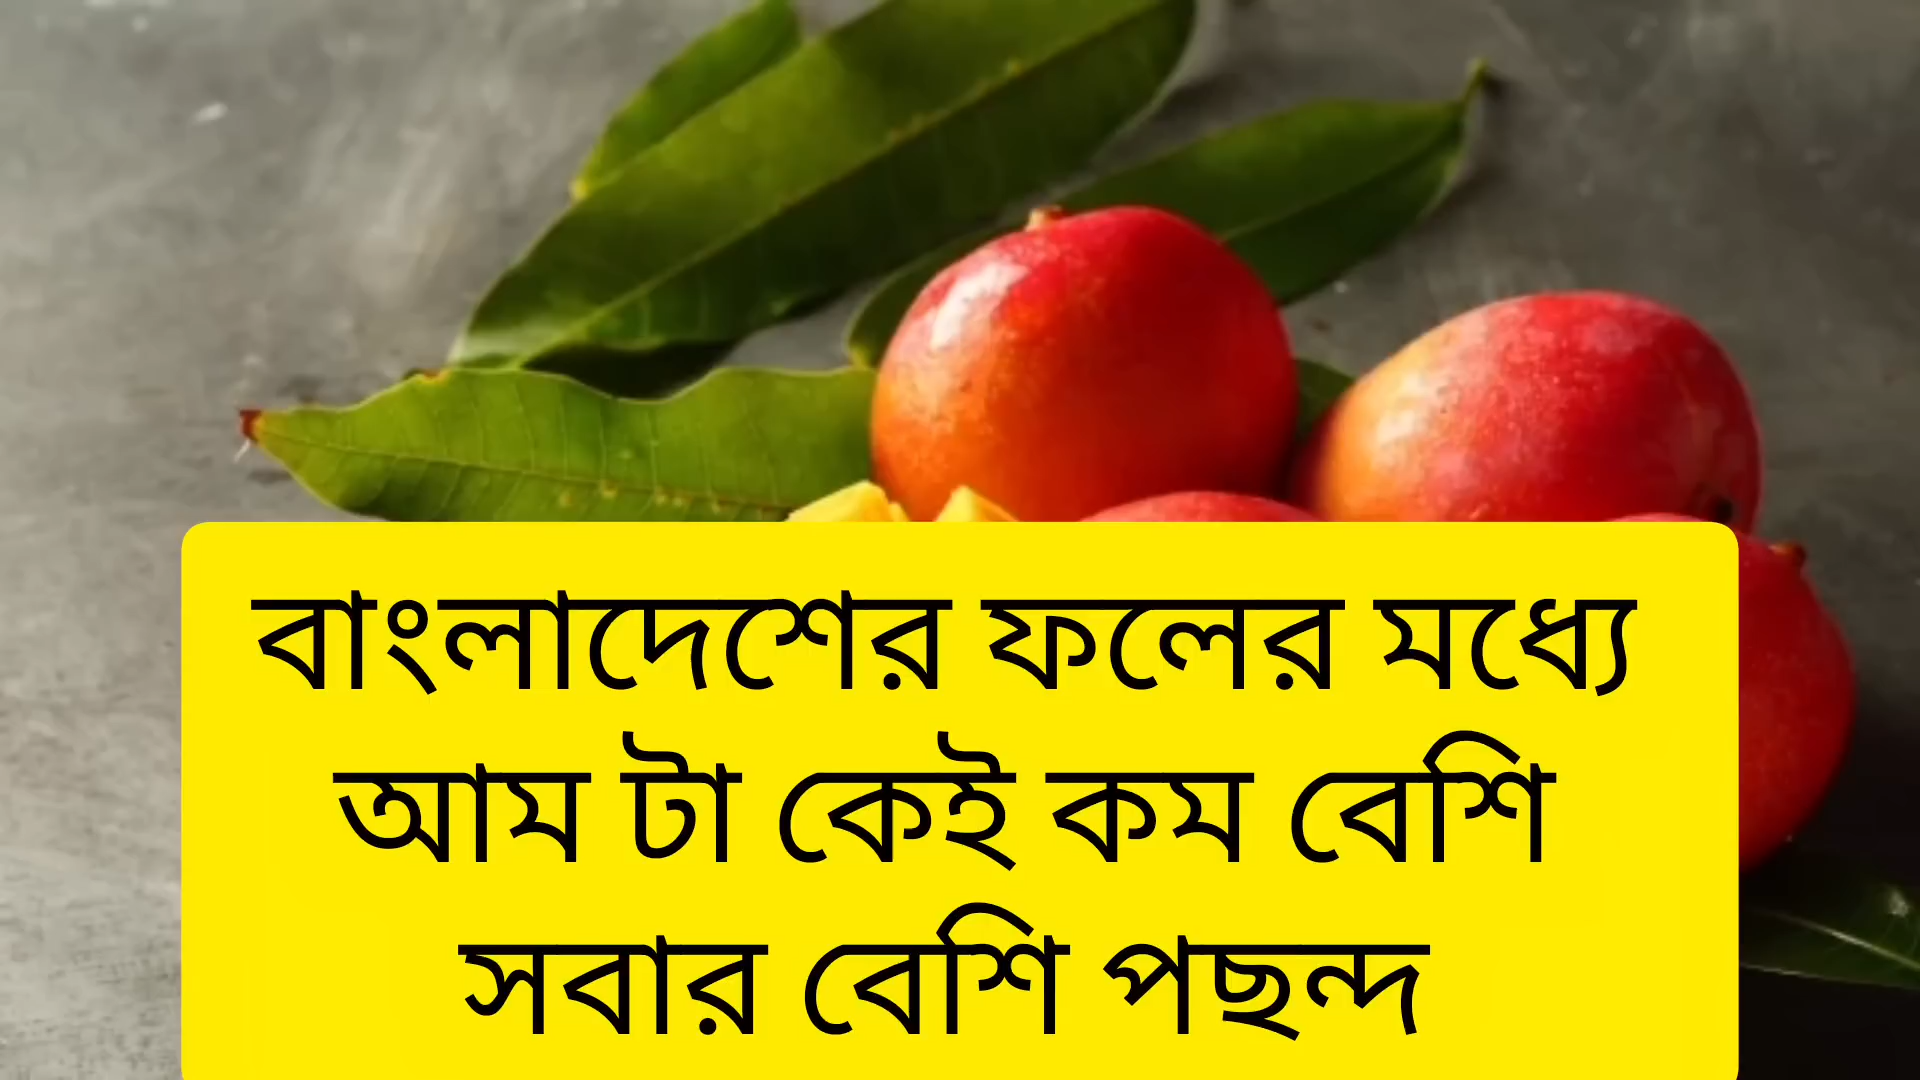 বাংলাদেশের ফলের মধ্যে
আম টা কেই কম বেশি
সবার বেশি পছন্দ